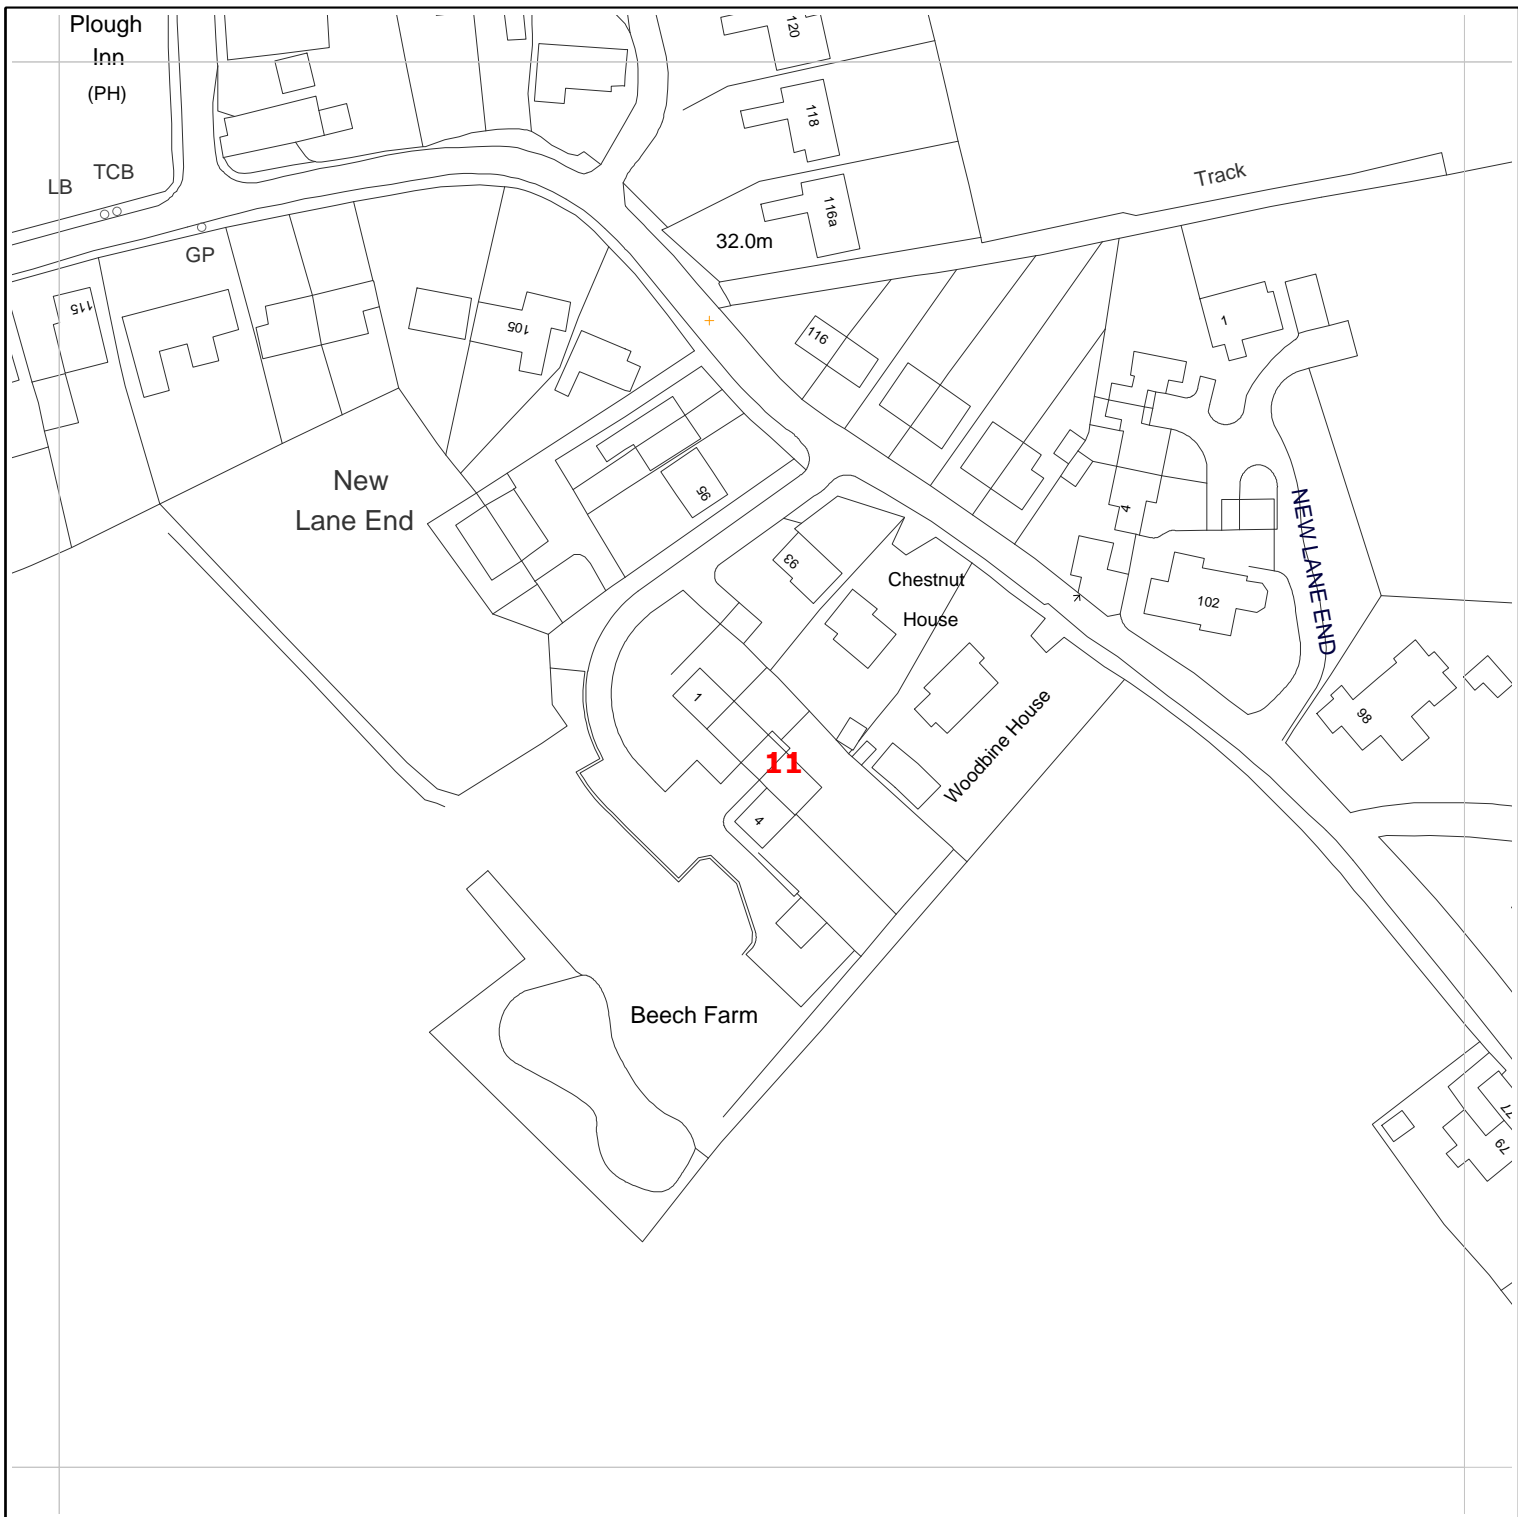 Plough
Inn
(PH)
120
118
LB
TCB
Track
116a
32.0m
GP
115
105
116
1
New
Lane End
95
4
NEW LANE END
93
Chestnut
House
102
1
Woodbine House
98
11
4
Beech Farm
77
79